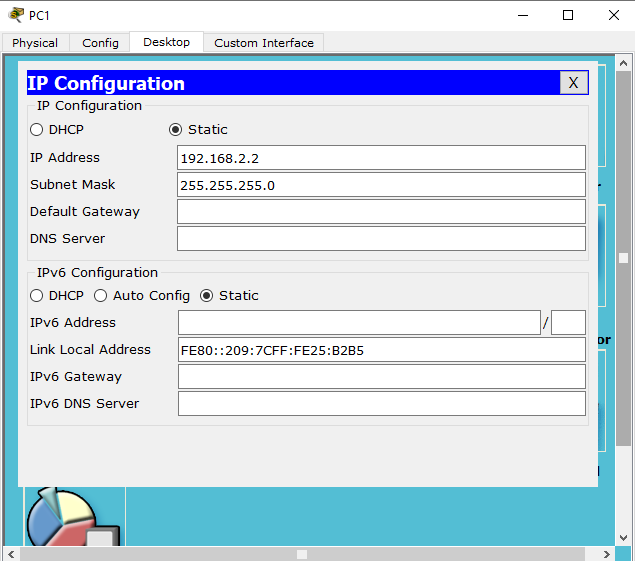 PC1
Physical Config Desktop Custom Interface
IP Configuration X
IP Configuration
DHCP Static
IP Address 192.168.2.2
Subnet Mask 255.255.255.0
Default Gateway
DNS Server
IPv6 Configuration
DHCP Auto Config Static
IPv6 Address /
Link Local Address FE80::209:7CFF:FE25:B2B5
IPv6 Gateway
IPv6 DNS Server